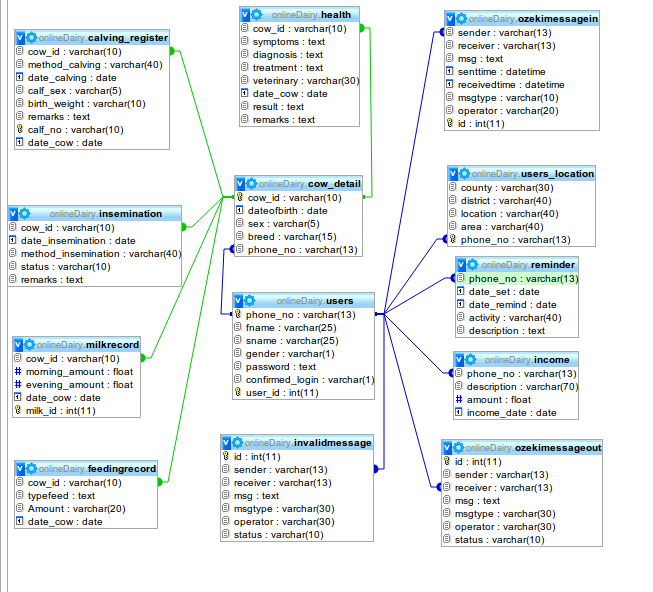 onlineDairy.calving_register
cow_id : varchar(10)
method_calving : varchar(40)
date_calving : date
calf_sex : varchar(5)
birth_weight : varchar(10)
remarks : text
calf_no : varchar(10)
date_cow : date
onlineDairy.health
cow_id : varchar(10)
symptoms : text
diagnosis : text
treatment : text
veterinary : varchar(30)
date_cow : date
result : text
remarks : text
onlineDairy.ozekimessagein
sender : varchar(13)
receiver : varchar(13)
msg : text
senttime : datetime
receivedtime : datetime
msgtype : varchar(10)
operator : varchar(20)
id : int(11)
onlineDairy.cow_detail
cow_id : varchar(10)
dateofbirth : date
sex : varchar(5)
breed : varchar(15)
phone_no : varchar(13)
onlineDairy.users_location
county : varchar(30)
district : varchar(40)
location : varchar(40)
area : varchar(40)
phone_no : varchar(13)
onlineDairy.insemination
cow_id : varchar(10)
date_insemination : date
method_insemination : varchar(40)
status : varchar(10)
remarks : text
onlineDairy.users
phone_no : varchar(13)
fname : varchar(25)
sname : varchar(25)
gender : varchar(1)
password : text
confirmed_login : varchar(1)
user_id : int(11)
onlineDairy.reminder
phone_no : varchar(13)
date_set : date
date_remind : date
activity : varchar(40)
description : text
onlineDairy.milkrecord
cow_id : varchar(10)
morning_amount : float
evening_amount : float
date_cow : date
milk_id : int(11)
onlineDairy.income
phone_no : varchar(13)
description : varchar(70)
amount : float
income_date : date
onlineDairy.feedingrecord
cow_id : varchar(10)
typefeed : text
Amount : varchar(20)
date_cow : date
onlineDairy.invalidmessage
id : int(11)
sender : varchar(13)
receiver : varchar(13)
msg : text
msgtype : varchar(30)
operator : varchar(30)
status : varchar(10)
onlineDairy.ozekimessageout
id : int(11)
sender : varchar(13)
receiver : varchar(13)
msg : text
msgtype : varchar(30)
operator : varchar(30)
status : varchar(10)